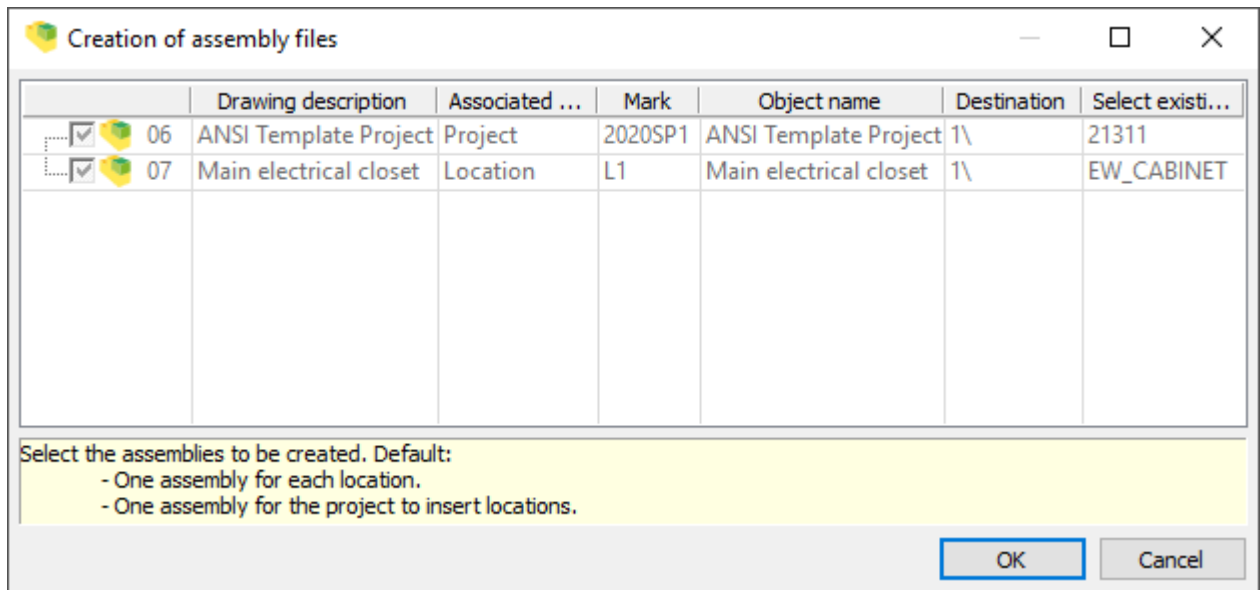 Creation of assembly files
Drawing description Associated ... Mark Object name Destination Select existi...
06 ANSI Template Project Project 2020SP1 ANSI Template Project 1\ 21311
07 Main electrical closet Location L1 Main electrical closet 1\ EW_CABINET
Select the assemblies to be created. Default:
- One assembly for each location.
- One assembly for the project to insert locations.
OK Cancel